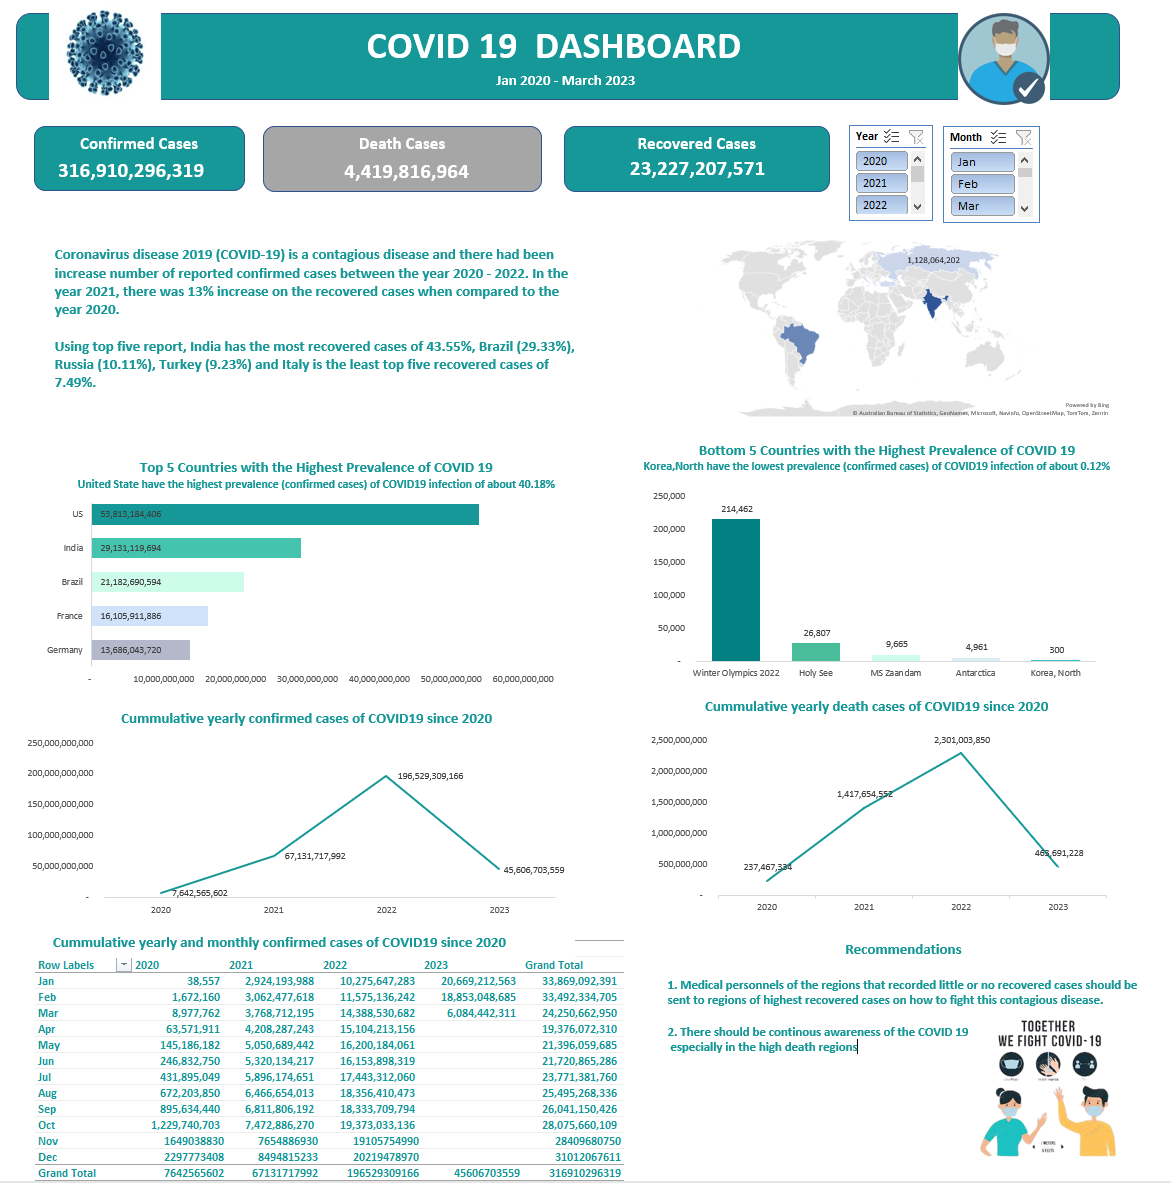 COVID 19 DASHBOARD
Jan 2020 - March 2023
Confirmed Cases
316,910,296,319
Death Cases
4,419,816,964
Recovered Cases
23,227,207,571
Year
2020
2021
2022
Month
Jan
Feb
Mar
Coronavirus disease 2019 (COVID-19) is a contagious disease and there had been
increase number of reported confirmed cases between the year 2020 - 2022. In the
year 2021, there was 13% increase on the recovered cases when compared to the
year 2020.
Using top five report, India has the most recovered cases of 43.55%, Brazil (29.33%),
Russia (10.11%), Turkey (9.23%) and Italy is the least top five recovered cases of
7.49%.
1,128,064,202
Powered by Bing
© Australian Bureau of Statistics, GeoNames, Microsoft, Navinfo, OpenStreetMap, TomTom, Zenrin
Top 5 Countries with the Highest Prevalence of COVID 19
United State have the highest prevalence (confirmed cases) of COVID19 infection of about 40.18%
US 53,813,184,406
India 29,131,119,694
Brazil 21,182,690,594
France 16,105,911,886
Germany 13,686,043,720
- 10,000,000,000 20,000,000,000 30,000,000,000 40,000,000,000 50,000,000,000 60,000,000,000
Bottom 5 Countries with the Highest Prevalence of COVID 19
Korea,North have the lowest prevalence (confirmed cases) of COVID19 infection of about 0.12%
250,000
214,462
200,000
150,000
100,000
50,000
26,807
9,665
4,961
300
-
Winter Olympics 2022 Holy See MS Zaandam Antarctica Korea, North
Cummulative yearly confirmed cases of COVID19 since 2020
250,000,000,000
200,000,000,000
196,529,309,166
150,000,000,000
100,000,000,000
67,131,717,992
50,000,000,000
45,606,703,559
7,642,565,602
-
2020 2021 2022 2023
Cummulative yearly death cases of COVID19 since 2020
2,500,000,000
2,301,003,850
2,000,000,000
1,417,654,552
1,500,000,000
1,000,000,000
463,691,228
500,000,000
237,467,334
-
2020 2021 2022 2023
Cummulative yearly and monthly confirmed cases of COVID19 since 2020
Row Labels 2020 2021 2022 2023 Grand Total
Jan 38,557 2,924,193,988 10,275,647,283 20,669,212,563 33,869,092,391
Feb 1,672,160 3,062,477,618 11,575,136,242 18,853,048,685 33,492,334,705
Mar 8,977,762 3,768,712,195 14,388,530,682 6,084,442,311 24,250,662,950
Apr 63,571,911 4,208,287,243 15,104,213,156 19,376,072,310
May 145,186,182 5,050,689,442 16,200,184,061 21,396,059,685
Jun 246,832,750 5,320,134,217 16,153,898,319 21,720,865,286
Jul 431,895,049 5,896,174,651 17,443,312,060 23,771,381,760
Aug 672,203,850 6,466,654,013 18,356,410,473 25,495,268,336
Sep 895,634,440 6,811,806,192 18,333,709,794 26,041,150,426
Oct 1,229,740,703 7,472,886,270 19,373,033,136 28,075,660,109
Nov 1649038830 7654886930 19105754990 28409680750
Dec 2297773408 8494815233 20219478970 31012067611
Grand Total 7642565602 67131717992 196529309166 45606703559 316910296319
Recommendations
1. Medical personnels of the regions that recorded little or no recovered cases should be
sent to regions of highest recovered cases on how to fight this contagious disease.
2. There should be continous awareness of the COVID 19
especially in the high death regions
TOGETHER
WE FIGHT COVID-19